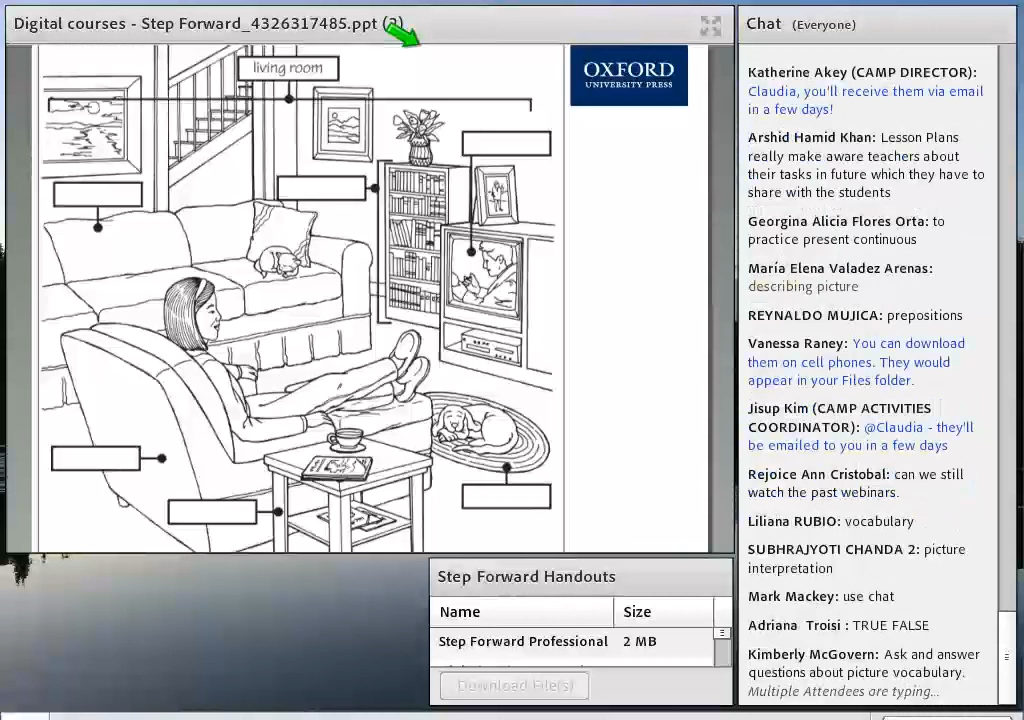 Digital courses - Step Forward_4326317485.ppt (2)
living room
OXFORD
UNIVERSITY PRESS
Chat (Everyone)
Katherine Akey (CAMP DIRECTOR):
Claudia, you'll receive them via email
in a few days!
Arshid Hamid Khan: Lesson Plans
really make aware teachers about
their tasks in future which they have to
share with the students
Georgina Alicia Flores Orta: to
practice present continuous
María Elena Valadez Arenas:
describing picture
REYNALDO MUJICA: prepositions
Vanessa Raney: You can download
them on cell phones. They would
appear in your Files folder.
Jisup Kim (CAMP ACTIVITIES
COORDINATOR): @Claudia - they'll
be emailed to you in a few days
Rejoice Ann Cristobal: can we still
watch the past webinars.
Liliana RUBIO: vocabulary
SUBHRAJYOTI CHANDA 2: picture
interpretation
Mark Mackey: use chat
Adriana Troisi : TRUE FALSE
Kimberly McGovern: Ask and answer
questions about picture vocabulary.
Multiple Attendees are typing...
Step Forward Handouts
Name Size
Step Forward Professional 2 MB
Download File(s)